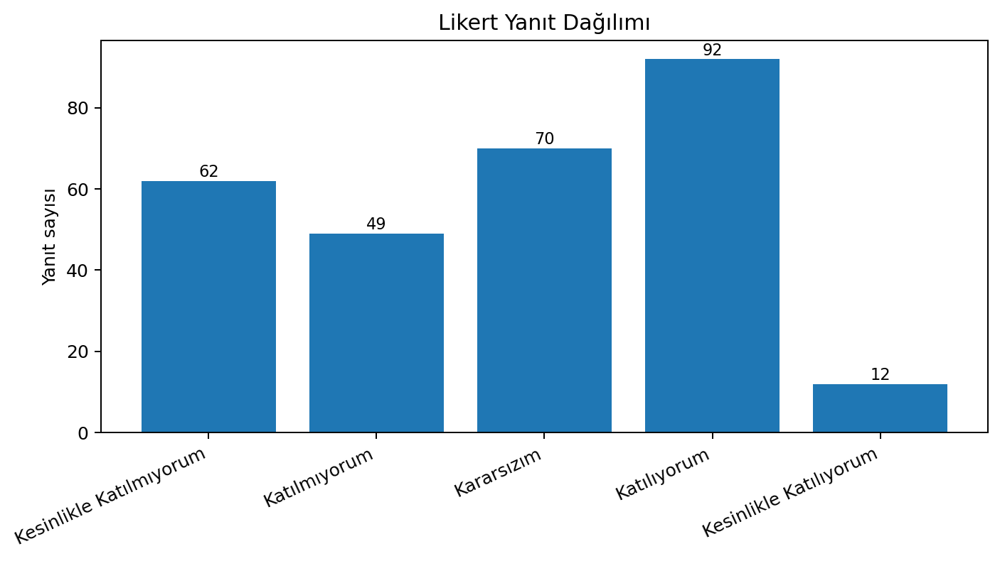 Likert Yanıt Dağılımı
Yanıt sayısı
80
60
40
20
0
62
49
70
92
12
Kesinlikle Katılmıyorum
Katılmıyorum
Kararsızım
Katılıyorum
Kesinlikle Katılıyorum